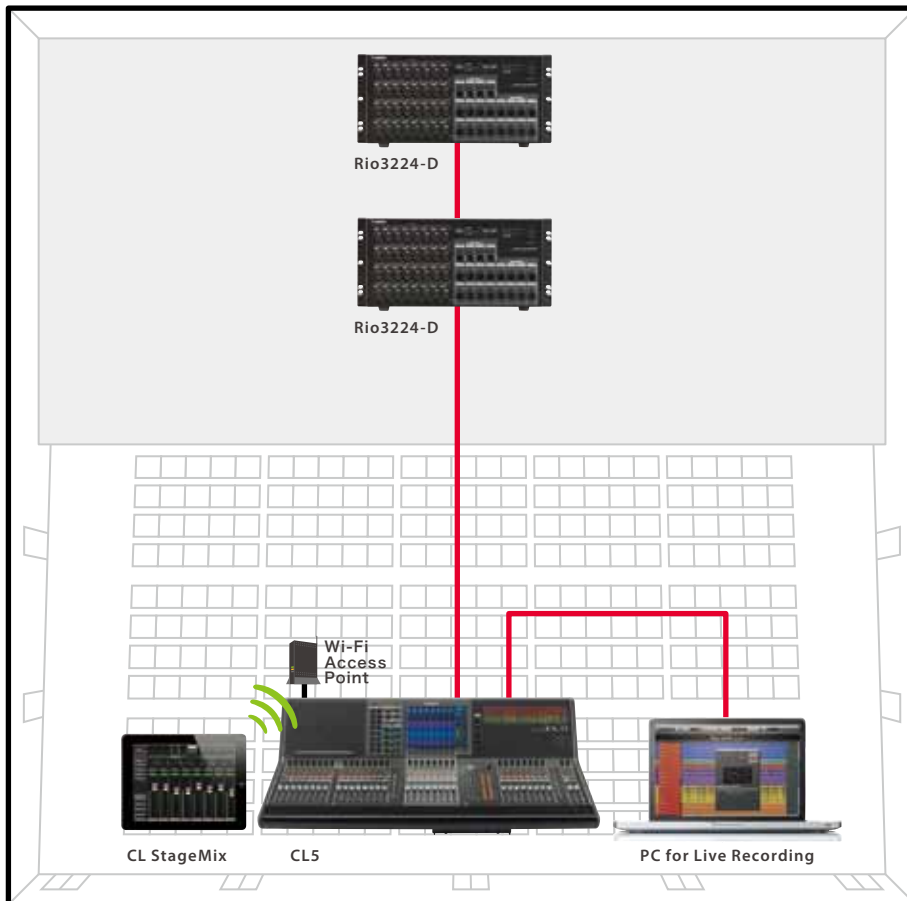 Rio3224-D
Rio3224-D
Wi-Fi
Access
Point
CL StageMix
CL5
PC for Live Recording